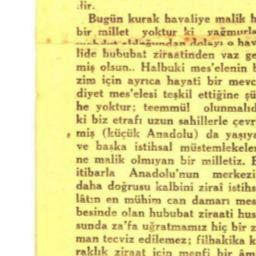 dir.
Bugün kurak havaliye malik h
bir millet yoktur ki yağmurla
dolayı o hav
lide hububat ziraatinden vaz ge
miş olsun.. Halbuki mes'elenin b
zim için ayrıca hayati bir mevc
diyet mes'elesi teşkil ettiğine şü
he yoktur; teemmül olunmalıd
ki biz etrafı uzun sahillerle çevr
miş (küçük Anadolu) da yaşıya
ve başka istihsal müstemlekeler
ne malik olmıyan bir milletiz. B
itibarla Anadolu'nun merkezi
daha doğrusu kalbini zirai istihs
lâtın en mühim can damarı mes
besinde olan hububat ziraati hus
sunda za'fa uğratmamız hiç bir z
man tecviz edilemez; filhakika k
raklık ziraat için menfi bir âm